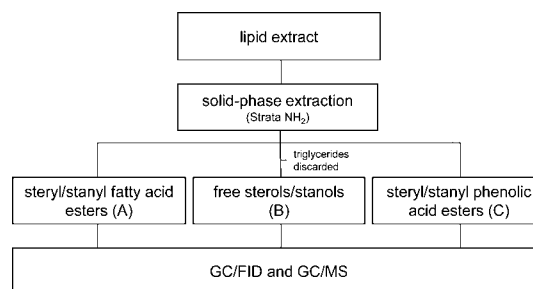 lipid extract
solid-phase extraction
(Strata NH₂)
triglycerides
discarded
steryl/stanyl fatty acid
esters (A)
free sterols/stanols
(B)
steryl/stanyl phenolic
acid esters (C)
GC/FID and GC/MS